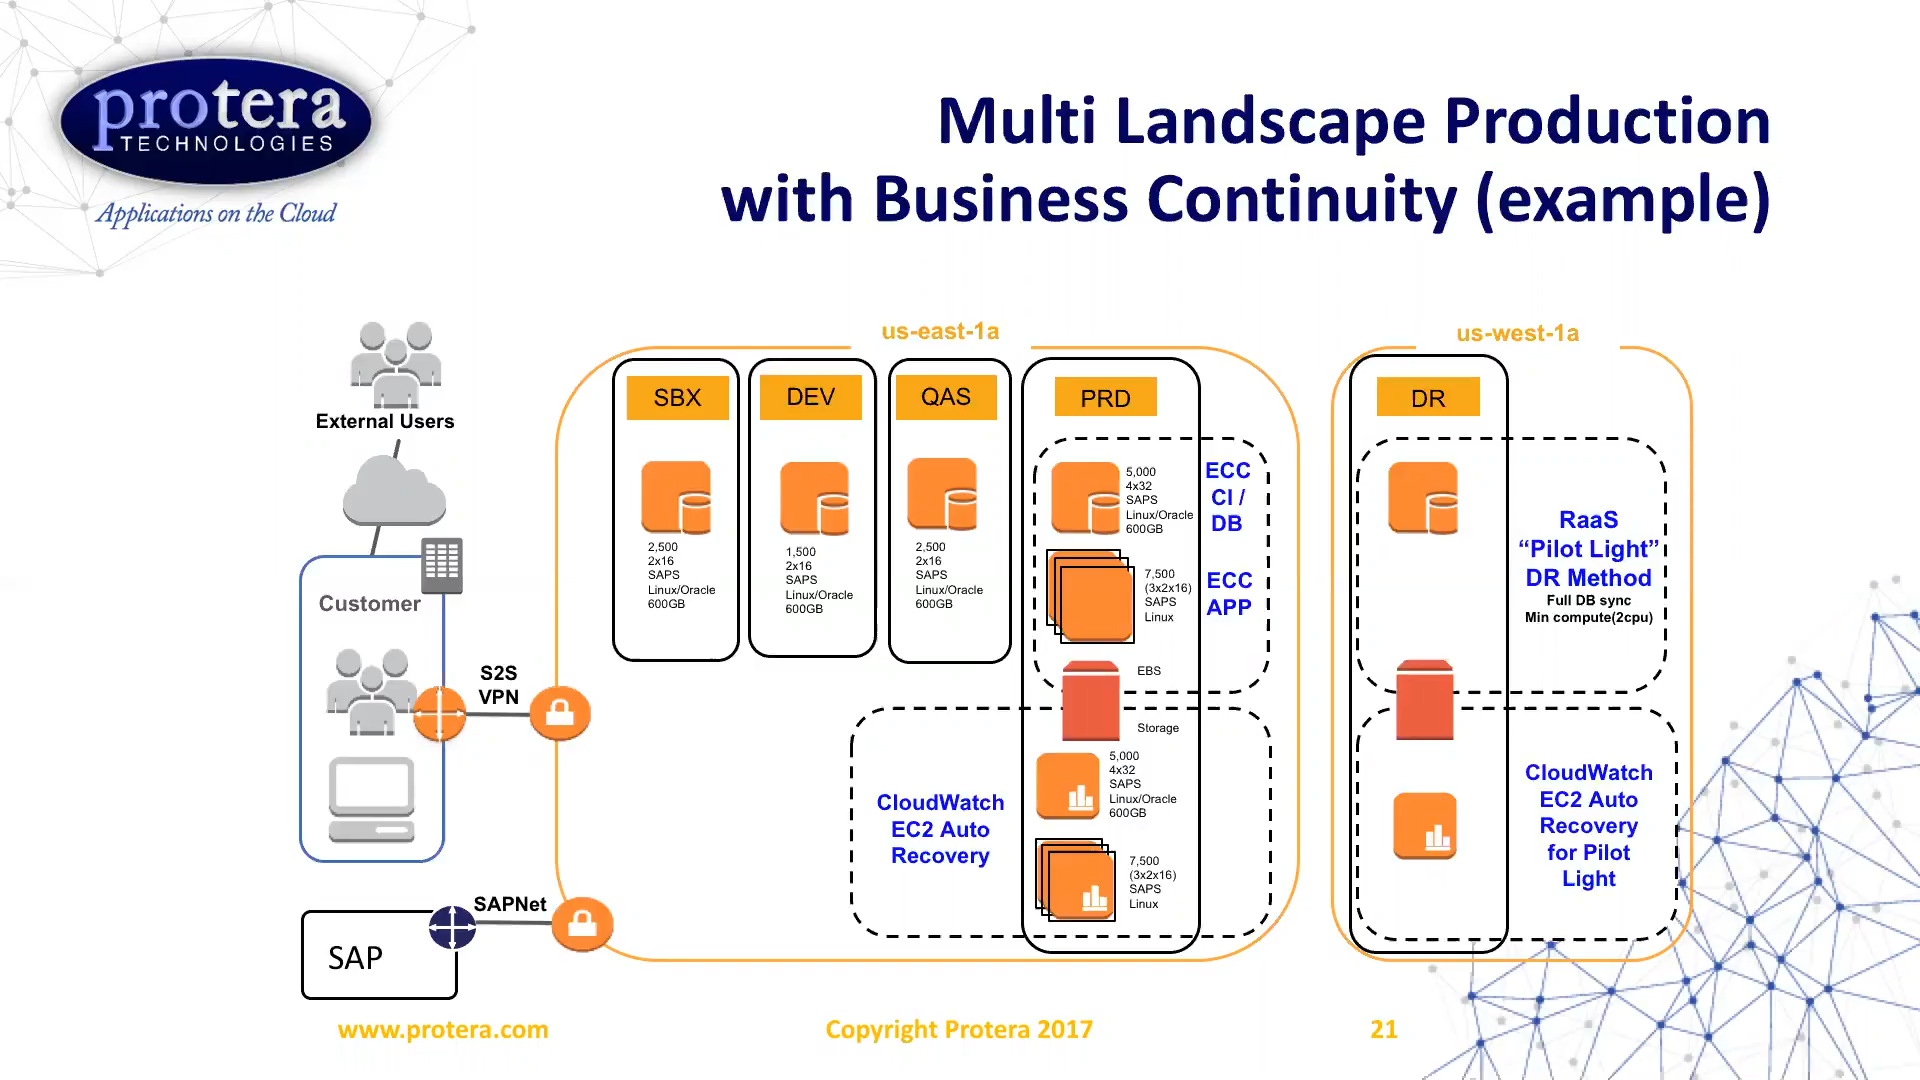 protera
TECHNOLOGIES
Applications on the Cloud
Multi Landscape Production
with Business Continuity (example)
us-east-1a
us-west-1a
External Users
Customer
S2S
VPN
SAPNet
SAP
SBX
2,500
2x16
SAPS
Linux/Oracle
600GB
DEV
1,500
2x16
SAPS
Linux/Oracle
600GB
QAS
2,500
2x16
SAPS
Linux/Oracle
600GB
PRD
5,000
4x32
SAPS
Linux/Oracle
600GB
ECC
CI /
DB
7,500
(3x2x16)
SAPS
Linux
ECC
APP
EBS
Storage
5,000
4x32
SAPS
Linux/Oracle
600GB
7,500
(3x2x16)
SAPS
Linux
CloudWatch
EC2 Auto
Recovery
DR
RaaS
“Pilot Light”
DR Method
Full DB sync
Min compute(2cpu)
CloudWatch
EC2 Auto
Recovery
for Pilot
Light
www.protera.com
Copyright Protera 2017
21